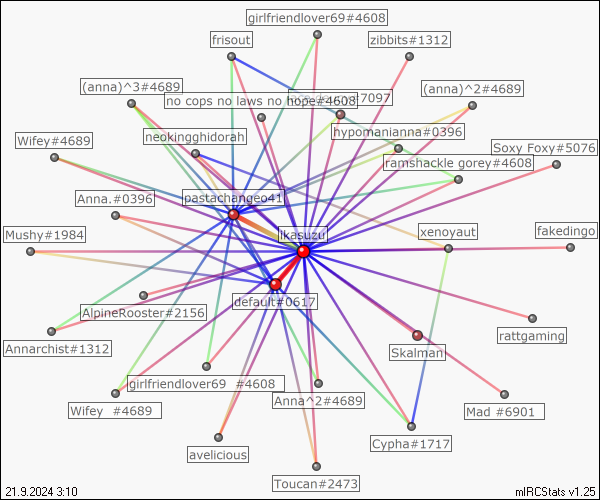 girlfriendlover69#4608
frisout
zibbits#1312
(anna)^3#4689
no cops no laws no hope#4608
7097
(anna)^2#4689
neokingghidorah
hypomanianna#0396
Wifey#4689
Soxy Foxy#5076
ramshackle gorey#4608
Anna.#0396
pastachangeo41
Mushy#1984
ikasuzu
xenoyaut
fakedingo
default#0617
AlpineRooster#2156
rattgaming
Annarchist#1312
Skalman
girlfriendlover69 #4608
Anna^2#4689
Wifey #4689
Mad #6901
Cypha#1717
avelicious
Toucan#2473
21.9.2024 3:10
mIRCStats v1.25